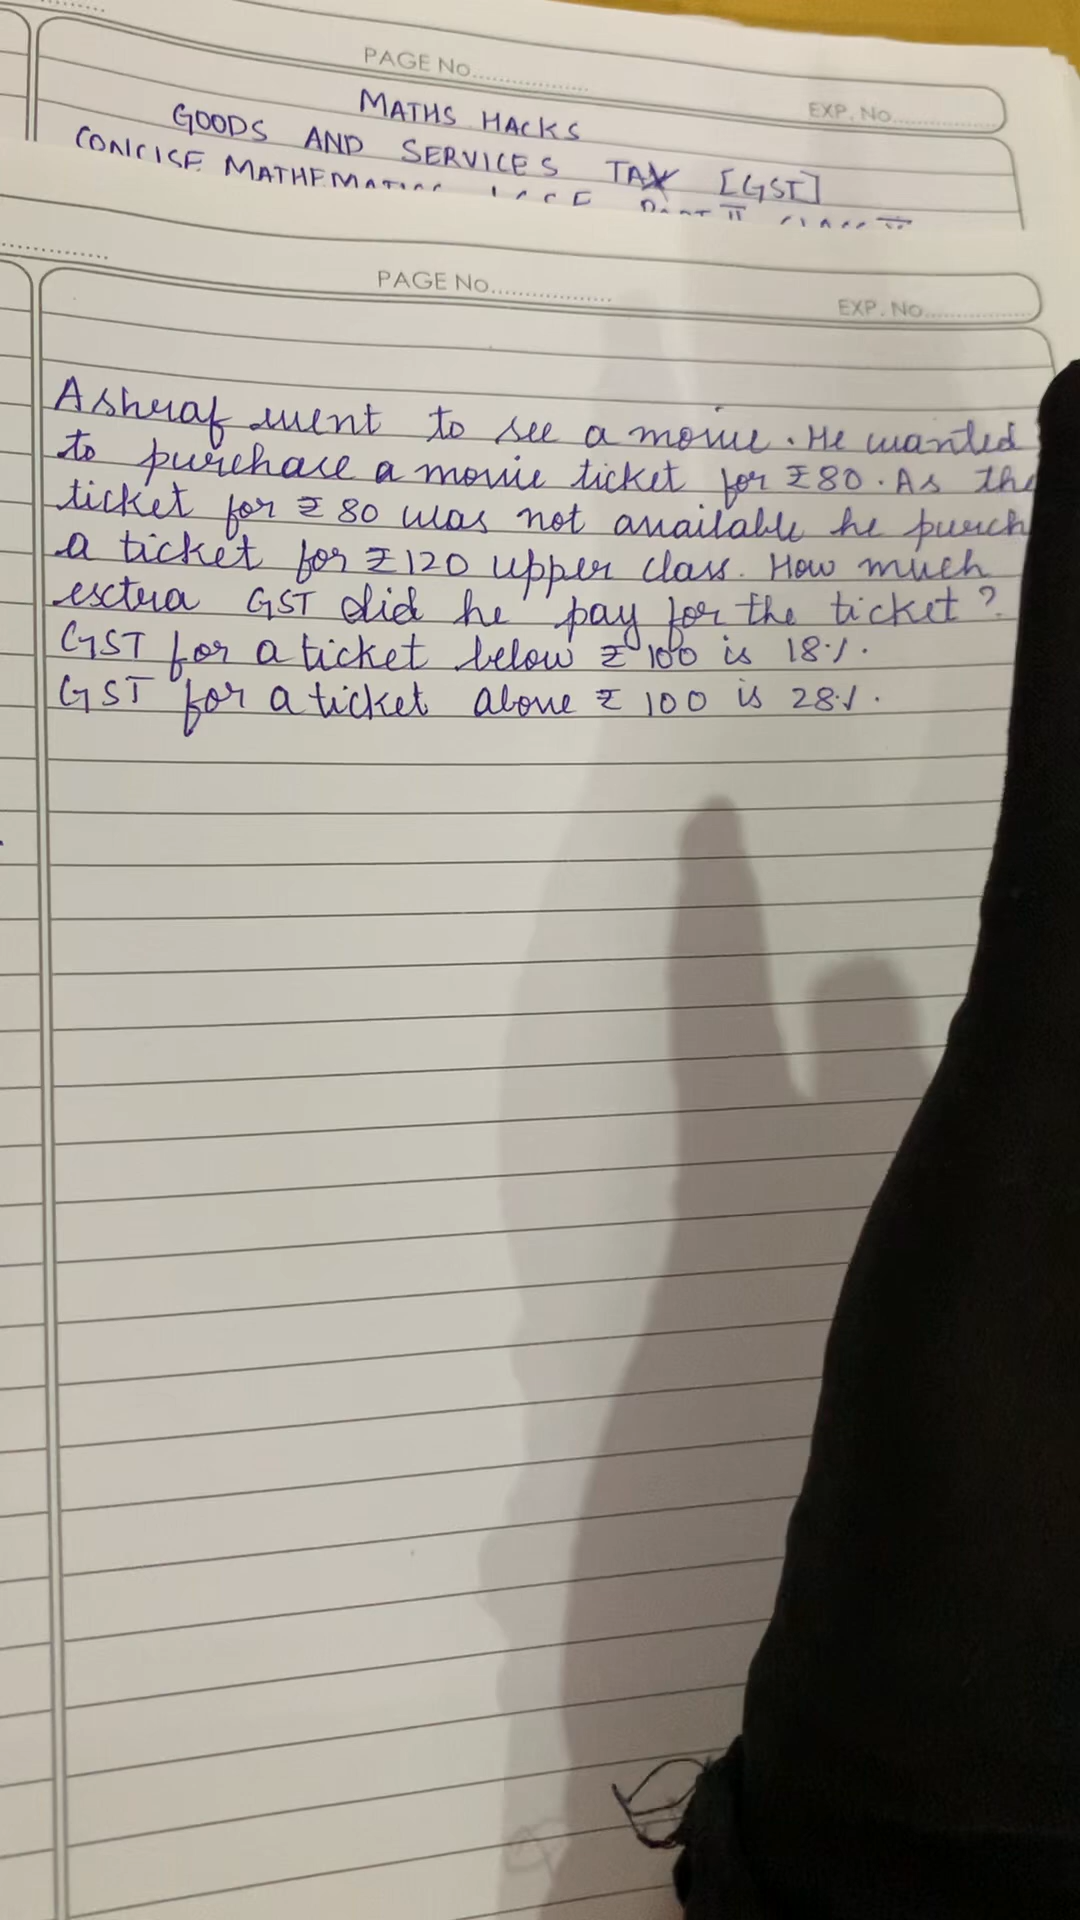 PAGE No.
EXP. No.
MATHS HACKS
GOODS AND SERVICES TAX [GST]
CONCISE MATHEMATICS
PAGE No.
EXP. No.
Ashraf went to see a movie. He wanted
to purchase a movie ticket for ₹80. As the
ticket for ₹80 was not available he purch
a ticket for ₹120 upper class. How much
extra GST did he pay for the ticket?
GST for a ticket below ₹100 is 18%.
GST for a ticket above ₹100 is 28%.